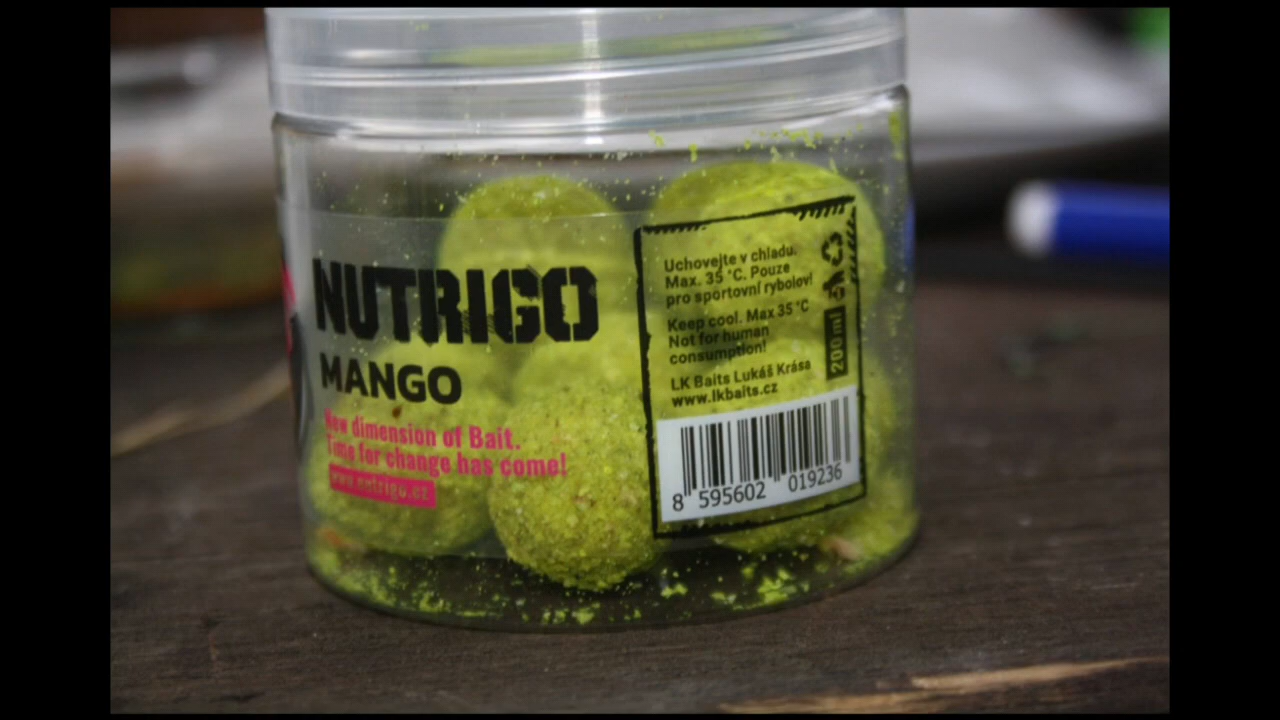 NUTRIGO
MANGO
New dimension of Bait.
Time for change has come!
www.nutrigo.cz
Uchovejte v chladu.
Max. 35 °C. Pouze
pro sportovní rybolov!
Keep cool. Max 35 °C
Not for human
consumption!
LK Baits Lukáš Krása
www.lkbaits.cz
200 ml
8 595602 019236